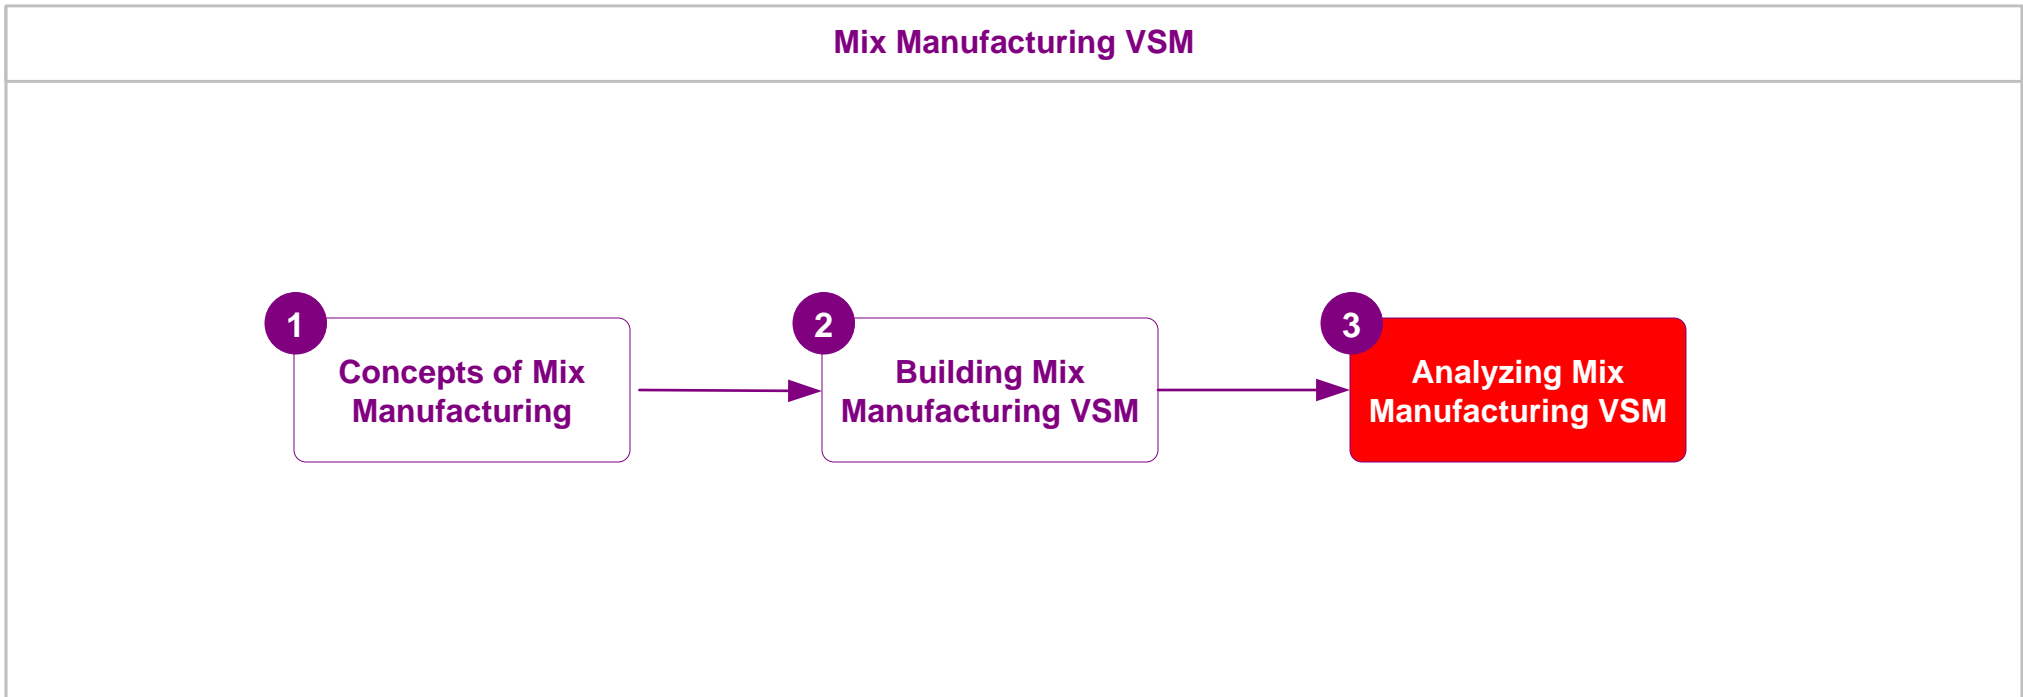 Mix Manufacturing VSM
1
Concepts of Mix
Manufacturing
2
Building Mix
Manufacturing VSM
3
Analyzing Mix
Manufacturing VSM